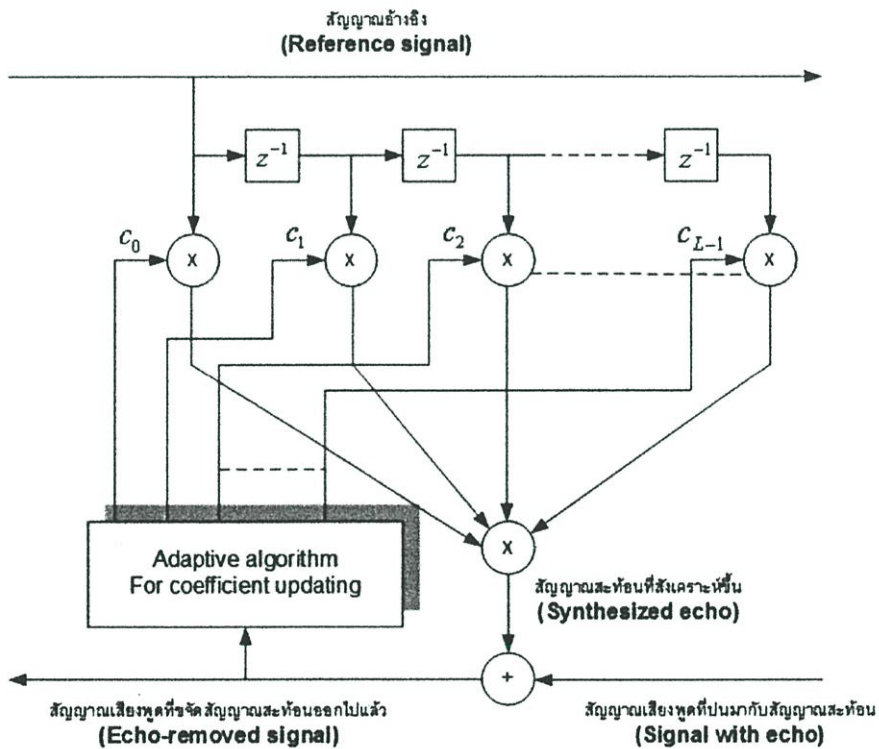 สัญญาณอ้างอิง
(Reference signal)
z⁻¹
z⁻¹
z⁻¹
c₀
c₁
c₂
c_{L-1}
x
x
x
x
Adaptive algorithm
For coefficient updating
x
สัญญาณสะท้อนที่สังเคราะห์ขึ้น
(Synthesized echo)
+
สัญญาณเสียงพูดที่ขจัดสัญญาณสะท้อนออกไปแล้ว
(Echo-removed signal)
สัญญาณเสียงพูดที่ปนมากับสัญญาณสะท้อน
(Signal with echo)